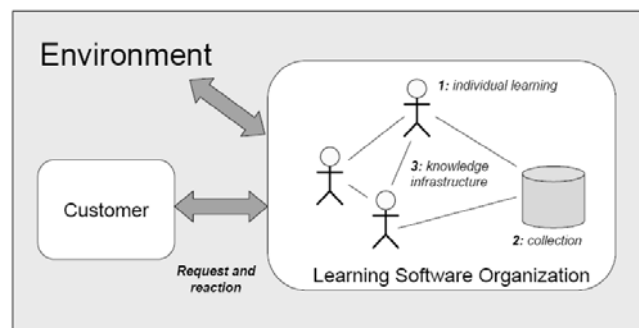 Environment
1: individual learning
3: knowledge
infrastructure
Customer
2: collection
Request and
reaction
Learning Software Organization